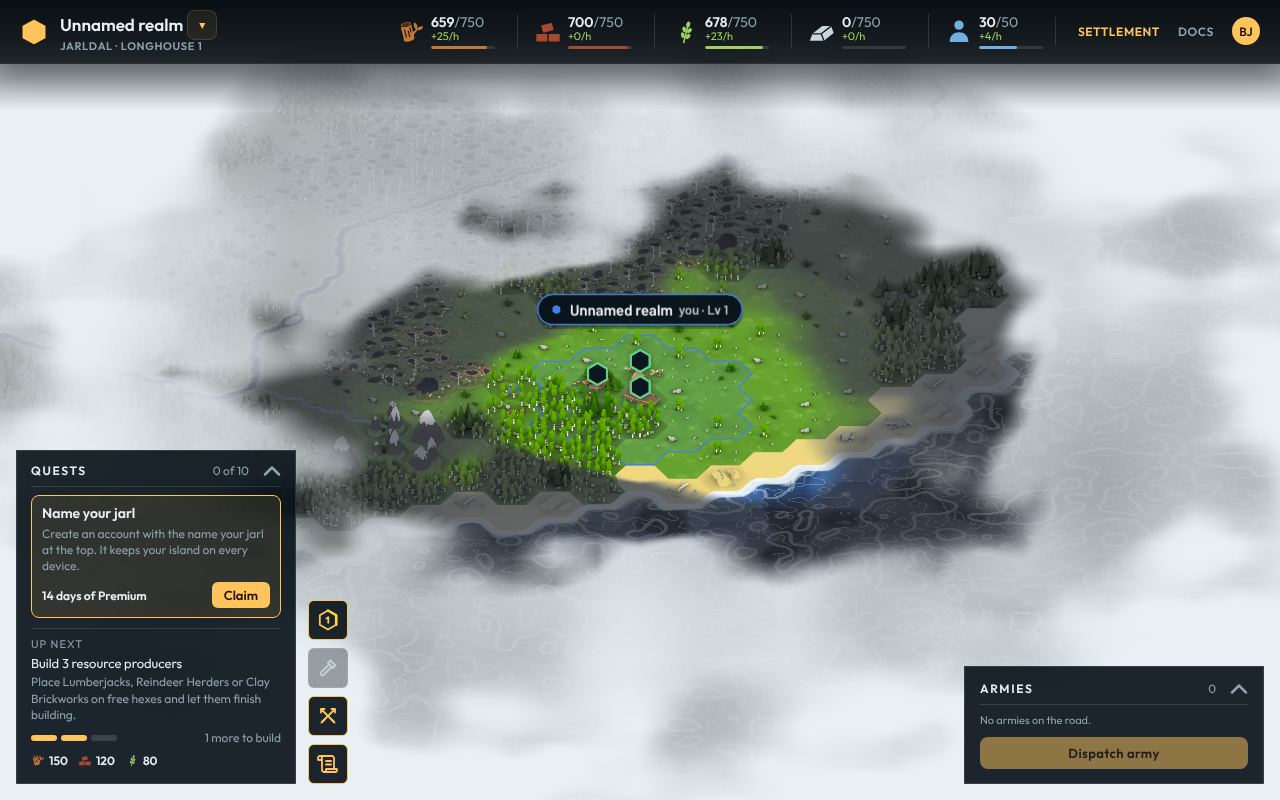 Unnamed realm
JARLDAL · LONGHOUSE 1
659/750
+25/h
700/750
+0/h
678/750
+23/h
0/750
+0/h
30/50
+4/h
SETTLEMENT
DOCS
BJ
Unnamed realm you · Lv 1
QUESTS
0 of 10
Name your jarl
Create an account with the name your jarl
at the top. It keeps your island on every
device.
14 days of Premium
Claim
UP NEXT
Build 3 resource producers
Place Lumberjacks, Reindeer Herders or Clay
Brickworks on free hexes and let them finish
building.
1 more to build
150
120
80
1
ARMIES
0
No armies on the road.
Dispatch army